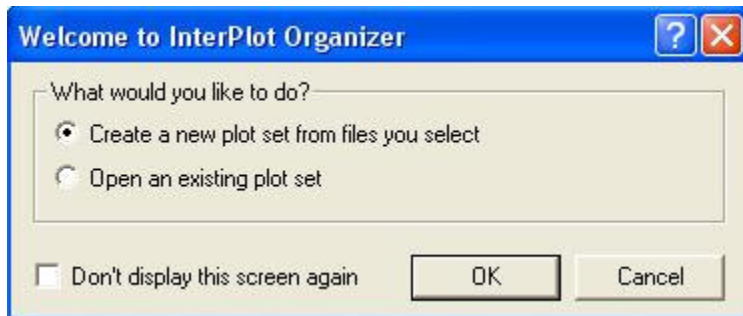 Welcome to InterPlot Organizer
What would you like to do?
Create a new plot set from files you select
Open an existing plot set
Don't display this screen again
OK
Cancel